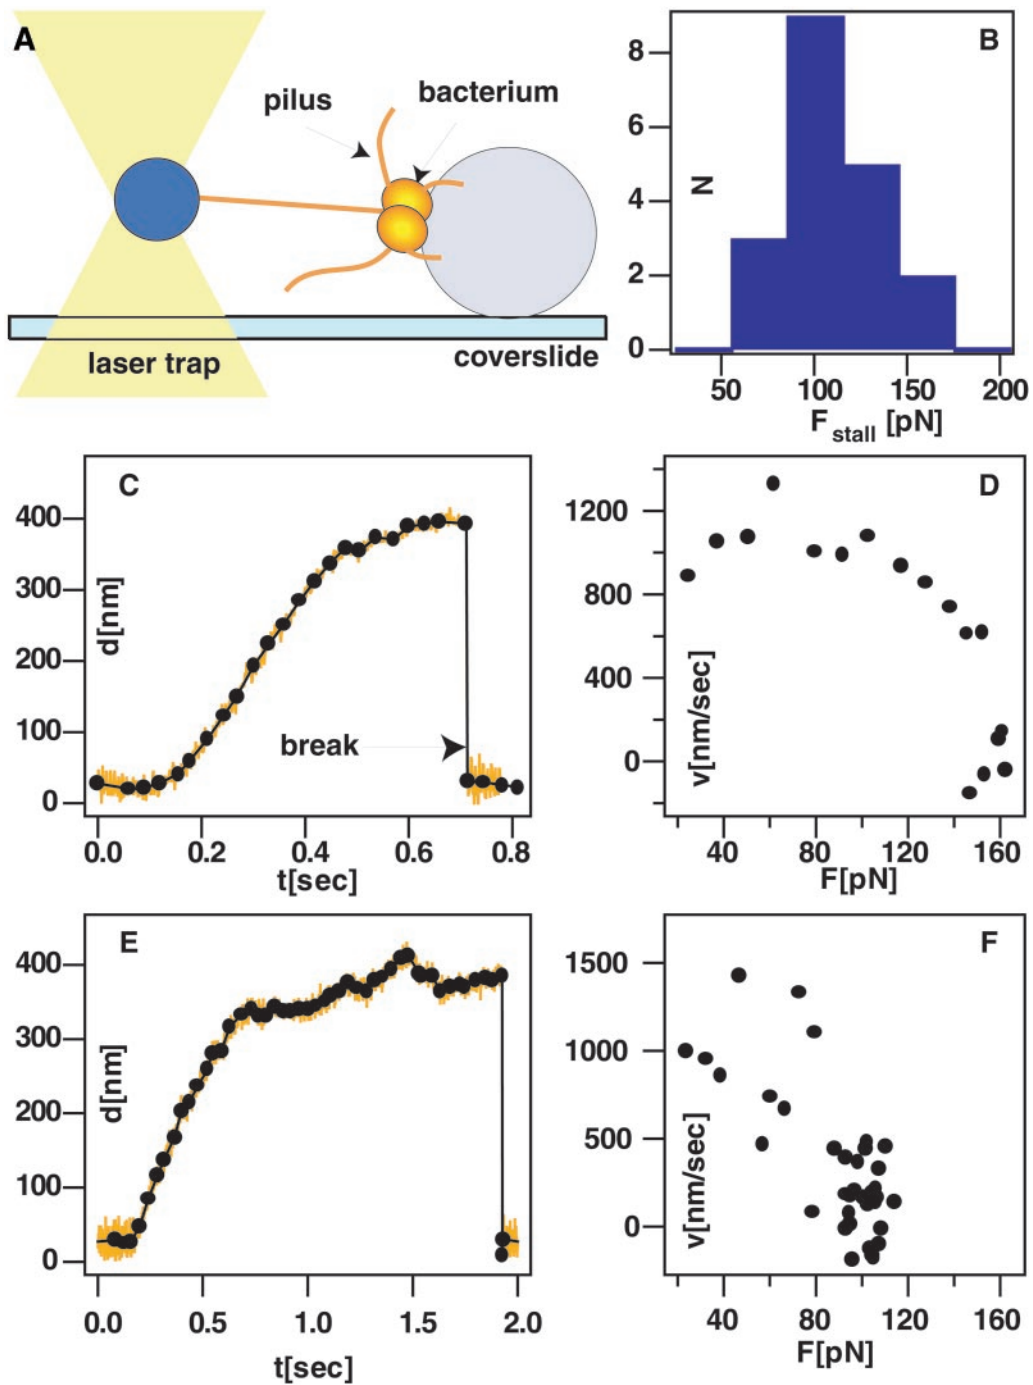 A
pilus
bacterium
laser trap
coverslide
B
N
8
6
4
2
0
50 100 150 200
F stall [pN]
C
d[nm]
400
300
200
100
0
break
0.0 0.2 0.4 0.6 0.8
t[sec]
D
v[nm/sec]
1200
800
400
0
40 80 120 160
F[pN]
E
d[nm]
400
300
200
100
0
0.0 0.5 1.0 1.5 2.0
t[sec]
F
v[nm/sec]
1500
1000
500
0
40 80 120 160
F[pN]